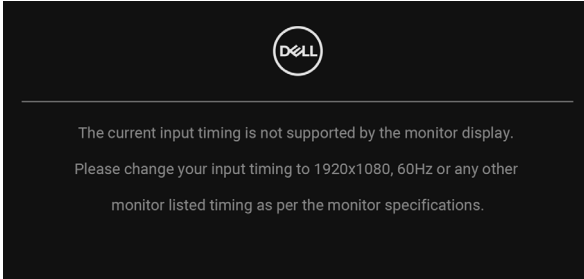 DELL
The current input timing is not supported by the monitor display.
Please change your input timing to 1920x1080, 60Hz or any other
monitor listed timing as per the monitor specifications.